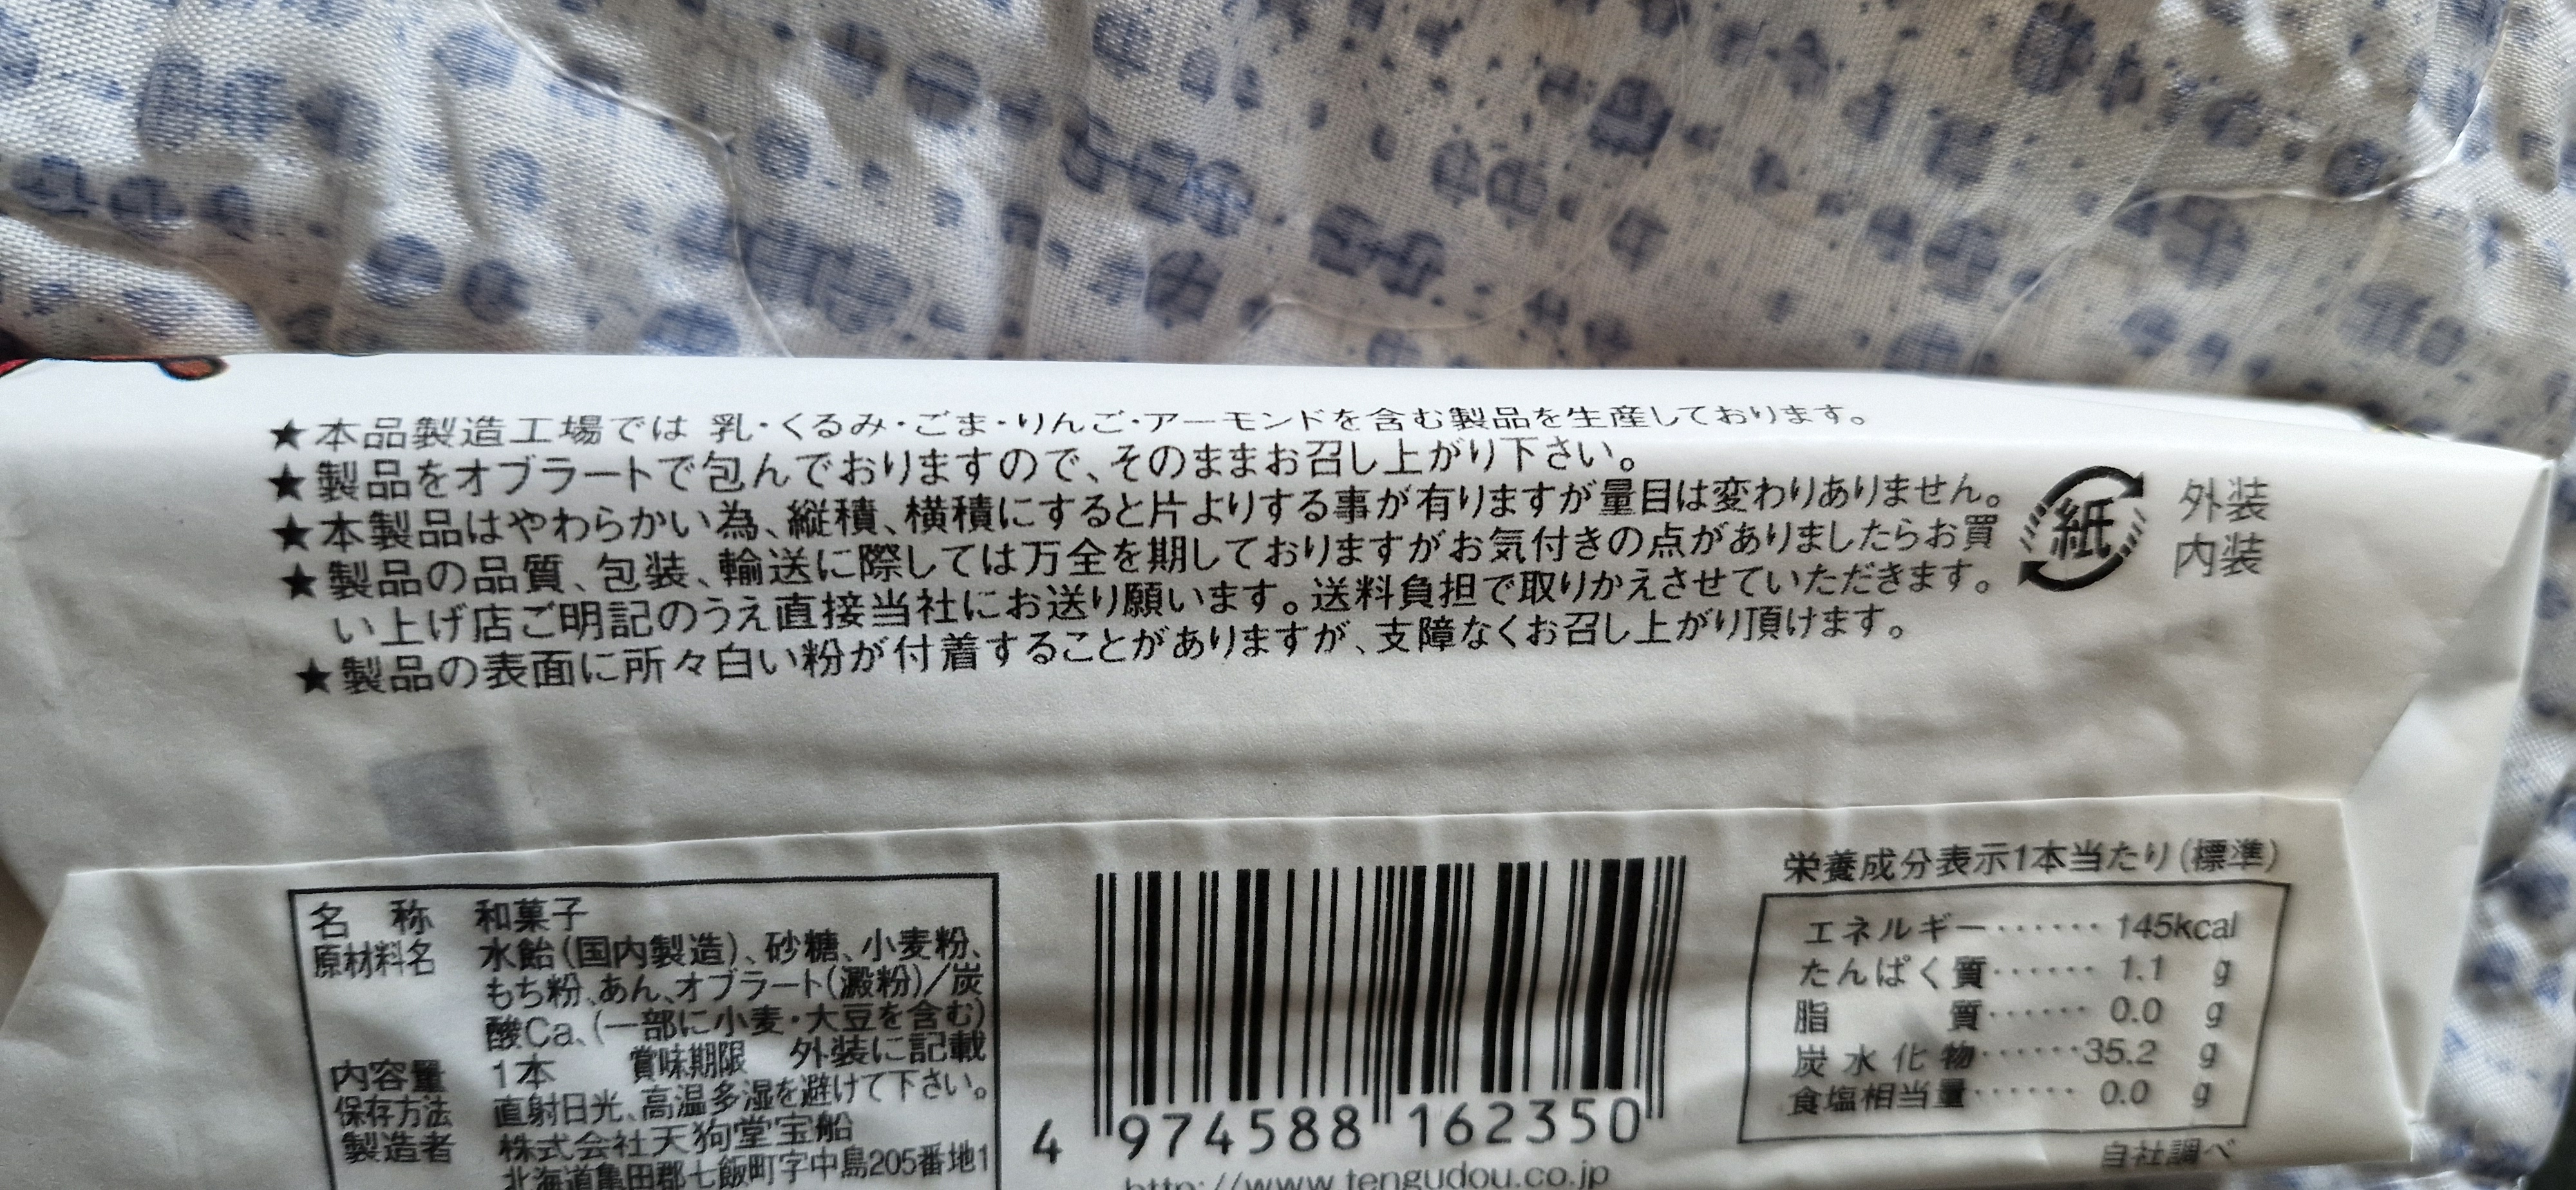 ★本品製造工場では 乳・くるみ・ごま・りんご・アーモンドを含む製品を生産しております。
★製品をオブラートで包んでおりますので、そのままお召し上がり下さい。
★本製品はやわらかい為、縦積、横積にすると片よりする事が有りますが量目は変わりありません。
★製品の品質、包装、輸送に際しては万全を期しておりますがお気付きの点がありましたらお買
い上げ店ご明記のうえ直接当社にお送り願います。送料負担で取りかえさせていただきます。
★製品の表面に所々白い粉が付着することがありますが、支障なくお召し上がり頂けます。
紙
外装
内装
名 称 和菓子
原材料名 水飴(国内製造)、砂糖、小麦粉、
もち粉、あん、オブラート(澱粉)/炭
酸Ca、(一部に小麦・大豆を含む)
内容量 1本 賞味期限 外装に記載
保存方法 直射日光、高温多湿を避けて下さい。
製造者 株式会社天狗堂宝船
北海道亀田郡七飯町字中島205番地1
4 974588 162350
http://www.tengudou.co.jp
栄養成分表示1本当たり(標準)
エネルギー······145kcal
たんぱく質······1.1 g
脂 質······0.0 g
炭水化物······35.2 g
食塩相当量······0.0 g
自社調べ